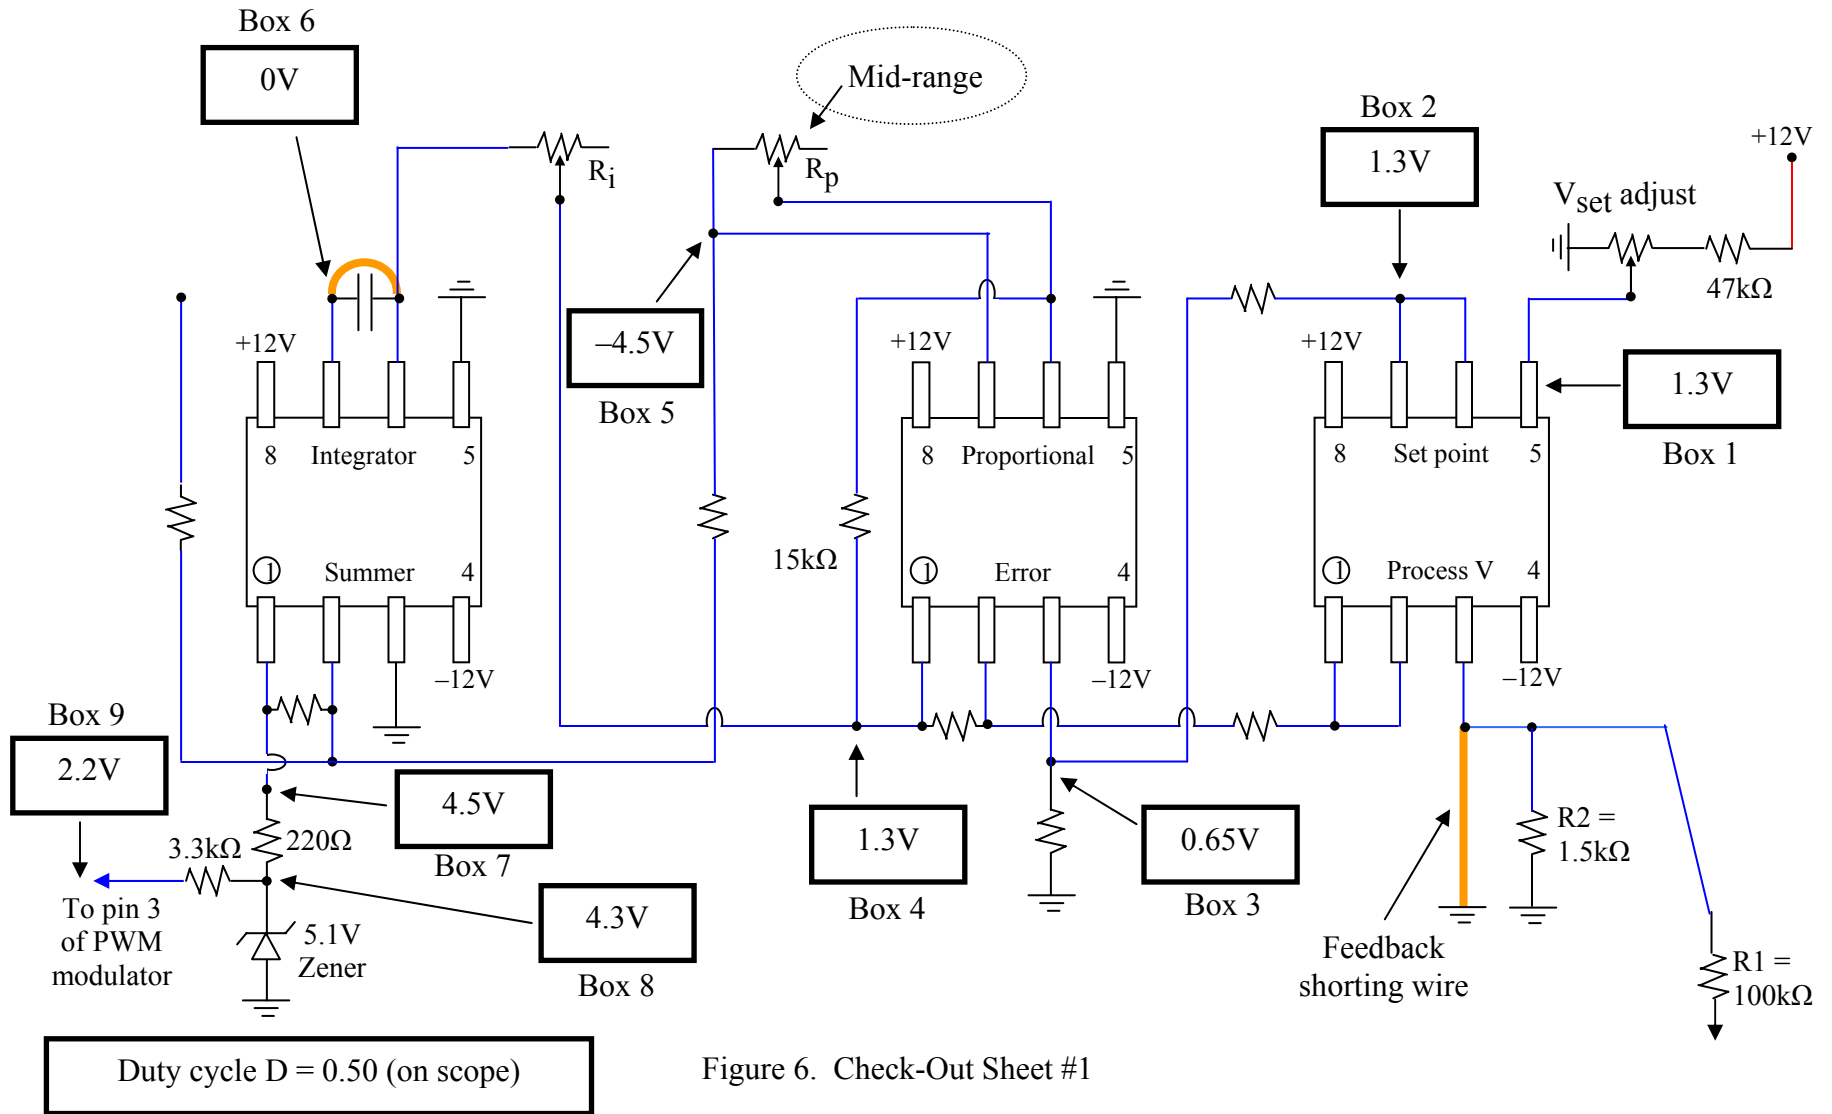 Box 6
0V
Mid-range
Box 2
1.3V
+12V
Vset adjust
Ri
Rp
47kΩ
+12V
–4.5V
Box 5
+12V
+12V
1.3V
Box 1
8 Integrator 5
8 Proportional 5
8 Set point 5
15kΩ
1 Summer 4
1 Error 4
1 Process V 4
–12V
–12V
–12V
Box 9
2.2V
4.5V
Box 7
3.3kΩ
220Ω
1.3V
Box 4
0.65V
Box 3
R2 =
1.5kΩ
To pin 3
of PWM
modulator
5.1V
Zener
4.3V
Box 8
Feedback
shorting wire
R1 =
100kΩ
Duty cycle D = 0.50 (on scope)
Figure 6. Check-Out Sheet #1